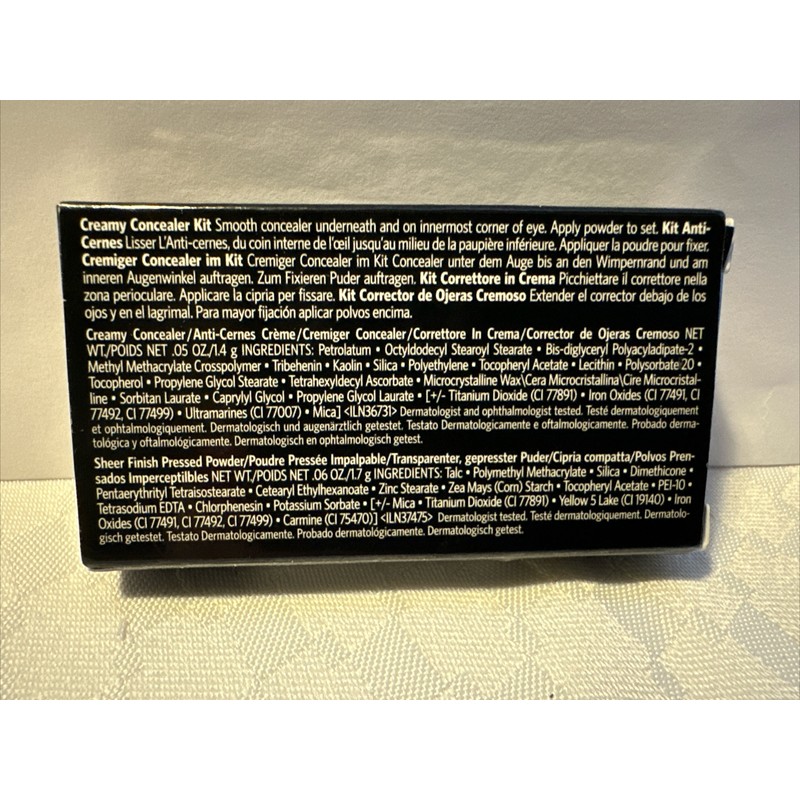 Creamy Concealer Kit Smooth concealer underneath and on innermost corner of eye. Apply powder to set. Kit Anti-
Cernes Lisser L'Anti-cernes, du coin interne de l'œil jusqu'au milieu de la paupière inférieure. Appliquer la poudre pour fixer.
Cremiger Concealer im Kit Cremiger Concealer im Kit Concealer unter dem Auge bis an den Wimpernrand und am
inneren Augenwinkel auftragen. Zum Fixieren Puder auftragen. Kit Correttore in Crema Picchiettare il correttore nella
zona perioculare. Applicare la cipria per fissare. Kit Corrector de Ojeras Cremoso Extender el corrector debajo de los
ojos y en el lagrimal. Para mayor fijación aplicar polvos encima.
Creamy Concealer/Anti-Cernes Crème/Cremiger Concealer/Correttore In Crema/Corrector de Ojeras Cremoso NET
WT./POIDS NET .05 OZ./1.4 g INGREDIENTS: Petrolatum • Octyldodecyl Stearoyl Stearate • Bis-diglyceryl Polyacyladipate-2 •
Methyl Methacrylate Crosspolymer • Tribehenin • Kaolin • Silica • Polyethylene • Tocopheryl Acetate • Lecithin • Polysorbate 20 •
Tocopherol • Propylene Glycol Stearate • Tetrahexyldecyl Ascorbate • Microcrystalline Wax\Cera Microcristallina\Cire Microcristal-
line • Sorbitan Laurate • Caprylyl Glycol • Propylene Glycol Laurate • [+/- Titanium Dioxide (CI 77891) • Iron Oxides (CI 77491, CI
77492, CI 77499) • Ultramarines (CI 77007) • Mica] <ILN36731> Dermatologist and ophthalmologist tested. Testé dermatologiquement
et ophtalmologiquement. Dermatologisch und augenärztlich getestet. Testato Dermatologicamente e oftalmologicamente. Probado derma-
tológica y oftalmológicamente. Dermatologisch en ophtalmologisch getest.
Sheer Finish Pressed Powder/Poudre Pressée Impalpable/Transparenter, gepresster Puder/Cipria compatta/Polvos Pren-
sados Imperceptibles NET WT./POIDS NET .06 OZ./1.7 g INGREDIENTS: Talc • Polymethyl Methacrylate • Silica • Dimethicone •
Pentaerythrityl Tetraisostearate • Cetearyl Ethylhexanoate • Zinc Stearate • Zea Mays (Corn) Starch • Tocopheryl Acetate • PEI-10 •
Tetrasodium EDTA • Chlorphenesin • Potassium Sorbate • [+/- Mica • Titanium Dioxide (CI 77891) • Yellow 5 Lake (CI 19140) • Iron
Oxides (CI 77491, CI 77492, CI 77499) • Carmine (CI 75470)] <ILN37475> Dermatologist tested. Testé dermatologiquement. Dermatolo-
gisch getestet. Testato Dermatologicamente. Probado dermatológicamente. Dermatologisch getest.